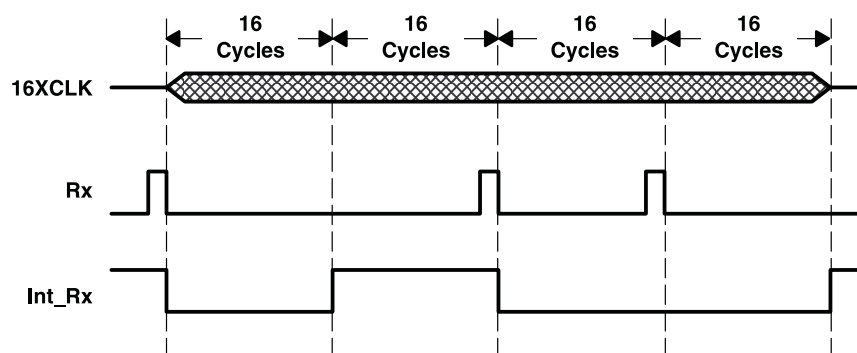 16 16 16 16
Cycles Cycles Cycles Cycles
16XCLK
Rx
Int_Rx